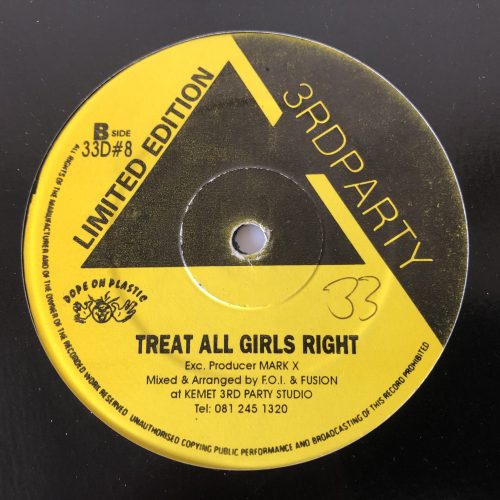 LIMITED EDITION
3RDPARTY
B SIDE
33D#8
DOPE ON PLASTIC
33
TREAT ALL GIRLS RIGHT
Exc. Producer MARK X
Mixed & Arranged by F.O.I. & FUSION
at KEMET 3RD PARTY STUDIO
Tel: 081 245 1320
ALL RIGHTS OF THE MANUFACTURER AND OF THE OWNER OF THE RECORDED WORK RESERVED UNAUTHORISED COPYING PUBLIC PERFORMANCE AND BROADCASTING OF THIS RECORD PROHIBITED